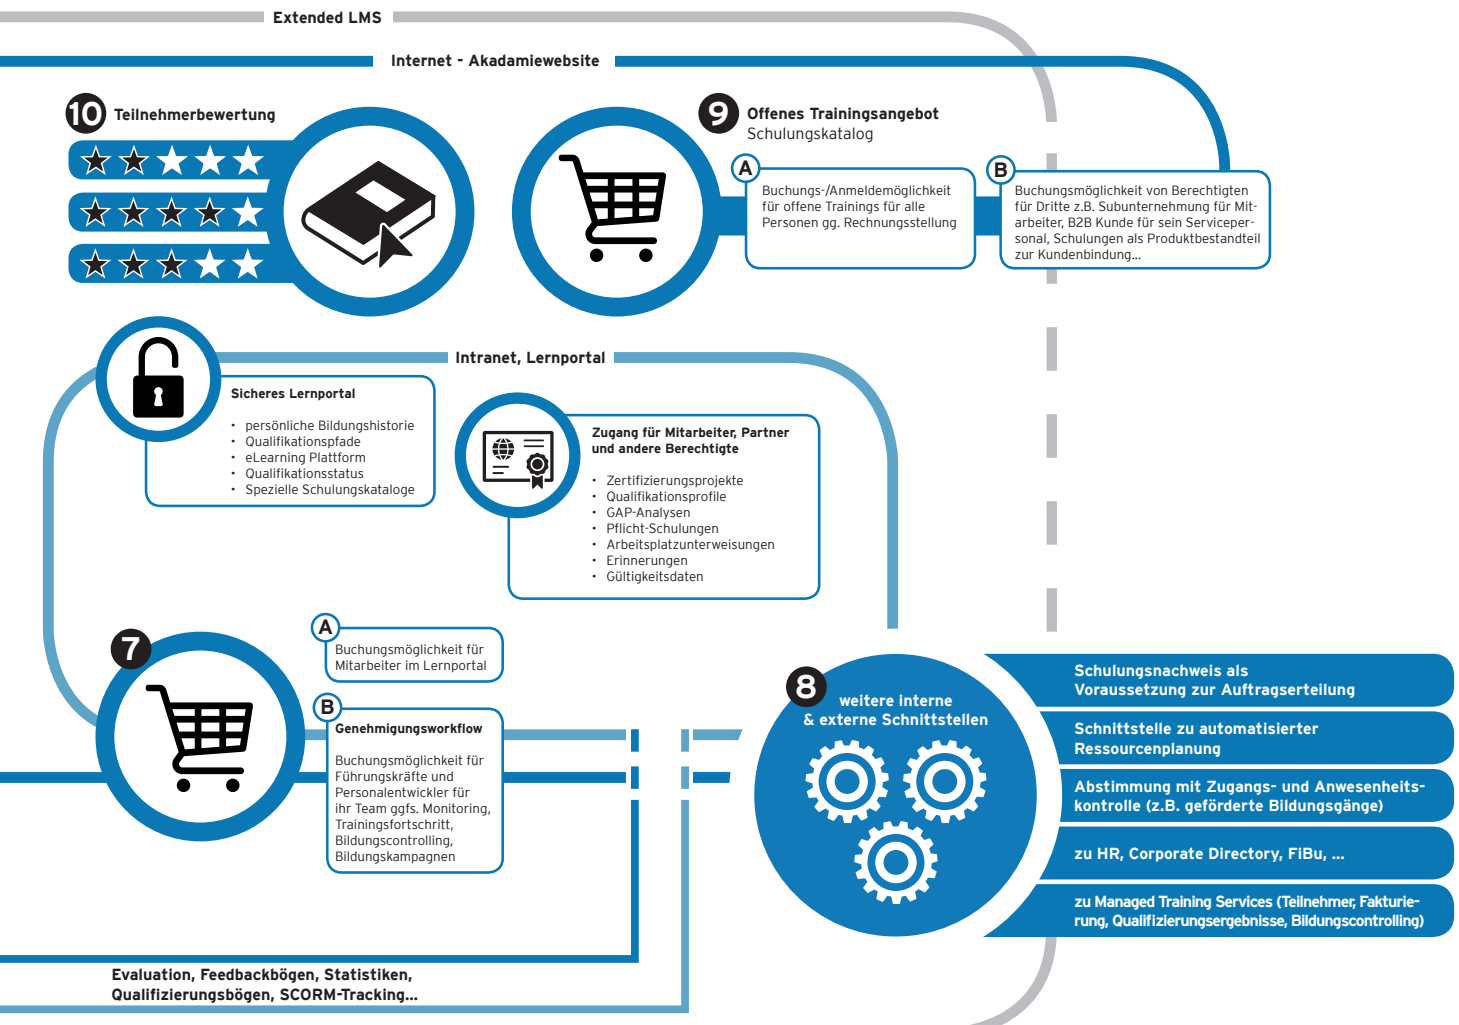 Extended LMS
Internet - Akadamiewebsite
10 Teilnehmerbewertung
9 Offenes Trainingsangebot
Schulungskatalog
A
Buchungs-/Anmeldemöglichkeit
für offene Trainings für alle
Personen gg. Rechnungsstellung
B
Buchungsmöglichkeit von Berechtigten
für Dritte z.B. Subunternehmung für Mit-
arbeiter, B2B Kunde für sein Serviceper-
sonal, Schulungen als Produktbestandteil
zur Kundenbindung...
Intranet, Lernportal
Sicheres Lernportal
• persönliche Bildungshistorie
• Qualifikationspfade
• eLearning Plattform
• Qualifikationsstatus
• Spezielle Schulungskataloge
Zugang für Mitarbeiter, Partner
und andere Berechtigte
• Zertifizierungsprojekte
• Qualifikationsprofile
• GAP-Analysen
• Pflicht-Schulungen
• Arbeitsplatzunterweisungen
• Erinnerungen
• Gültigkeitsdaten
7
A
Buchungsmöglichkeit für
Mitarbeiter im Lernportal
B
Genehmigungsworkflow
Buchungsmöglichkeit für
Führungskräfte und
Personalentwickler für
ihr Team ggfs. Monitoring,
Trainingsfortschritt,
Bildungscontrolling,
Bildungskampagnen
8
weitere interne
& externe Schnittstellen
Schulungsnachweis als
Voraussetzung zur Auftragserteilung
Schnittstelle zu automatisierter
Ressourcenplanung
Abstimmung mit Zugangs- und Anwesenheits-
kontrolle (z.B. geförderte Bildungsgänge)
zu HR, Corporate Directory, FiBu, ...
zu Managed Training Services (Teilnehmer, Fakturie-
rung, Qualifizierungsergebnisse, Bildungscontrolling)
Evaluation, Feedbackbögen, Statistiken,
Qualifizierungsbögen, SCORM-Tracking...